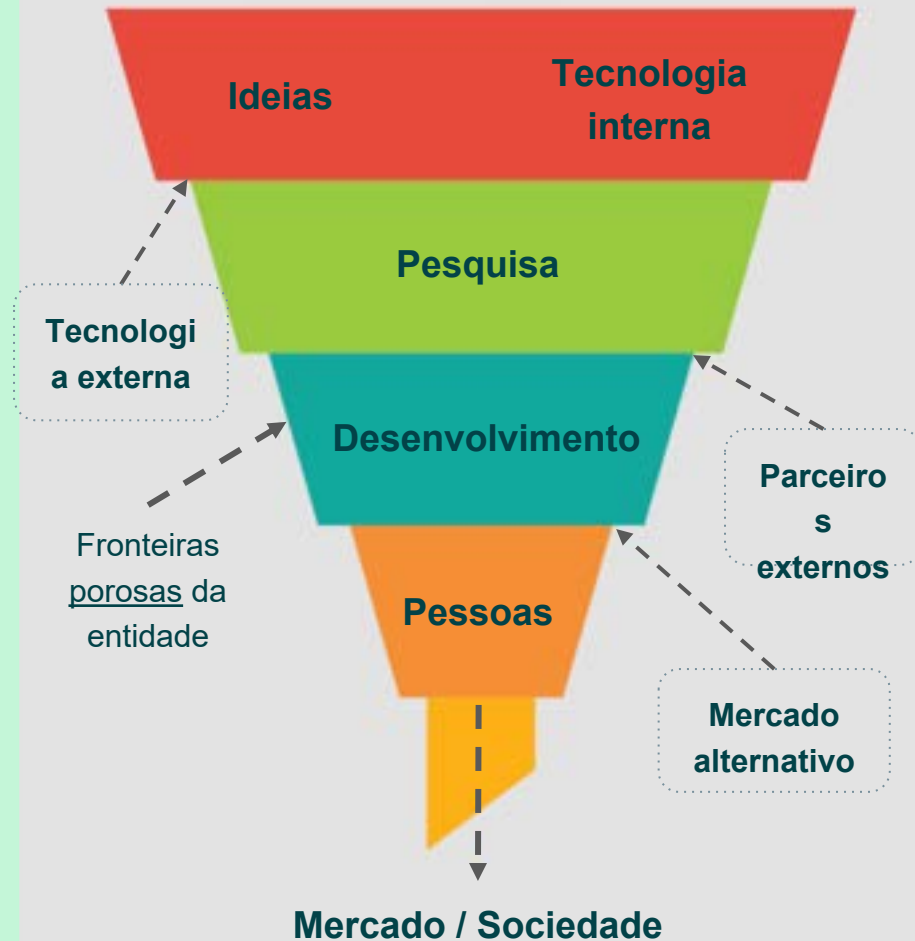 Ideias
Tecnologia
interna
Pesquisa
Tecnologi
a externa
Desenvolvimento
Parceiro
s
externos
Fronteiras
porosas da
entidade
Pessoas
Mercado
alternativo
Mercado / Sociedade